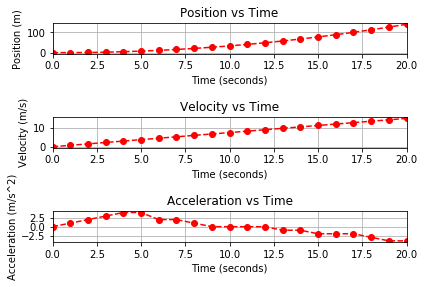 Position vs Time
Position (m)
100
0
0.0 2.5 5.0 7.5 10.0 12.5 15.0 17.5 20.0
Time (seconds)
Velocity vs Time
Velocity (m/s)
10
0
0.0 2.5 5.0 7.5 10.0 12.5 15.0 17.5 20.0
Time (seconds)
Acceleration vs Time
Acceleration (m/s^2)
2.5
0.0
−2.5
0.0 2.5 5.0 7.5 10.0 12.5 15.0 17.5 20.0
Time (seconds)